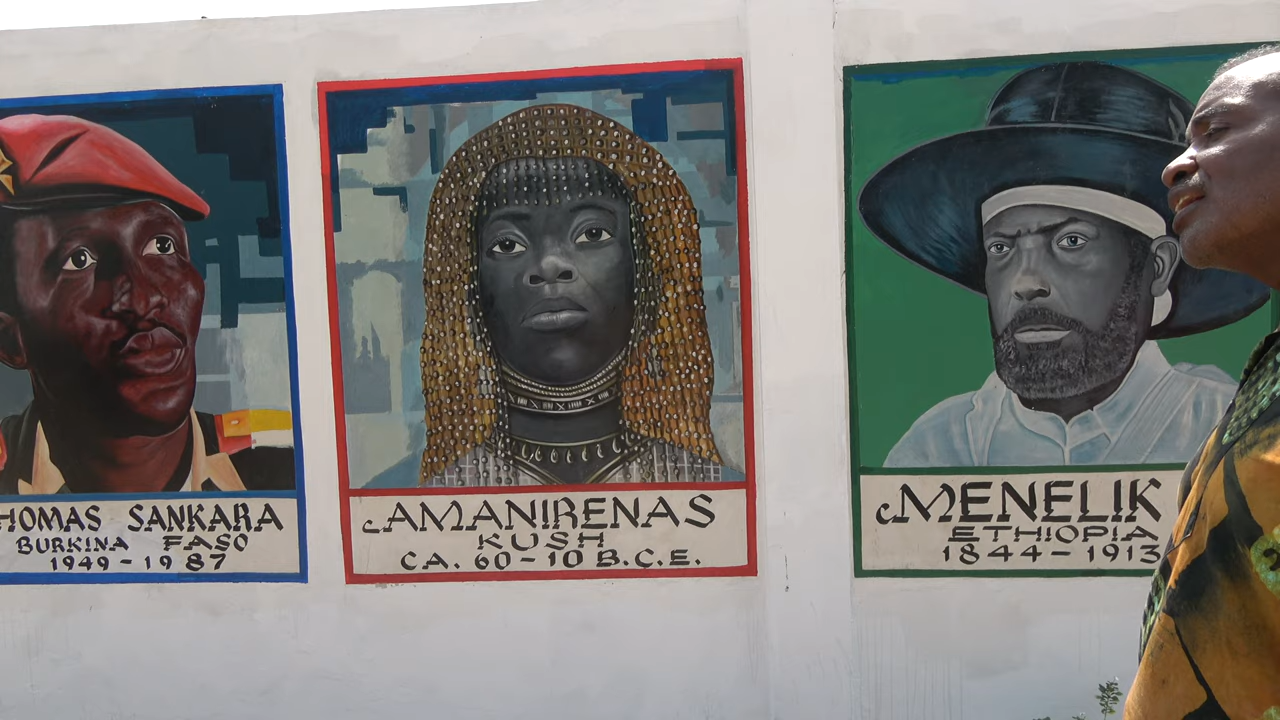 HOMAS SANKARA
BURKINA FASO
1949-1987
AMANIRENAS
KUSH
CA. 60-10 B.C.E.
MENELIK
ETHIOPIA
1844-1913